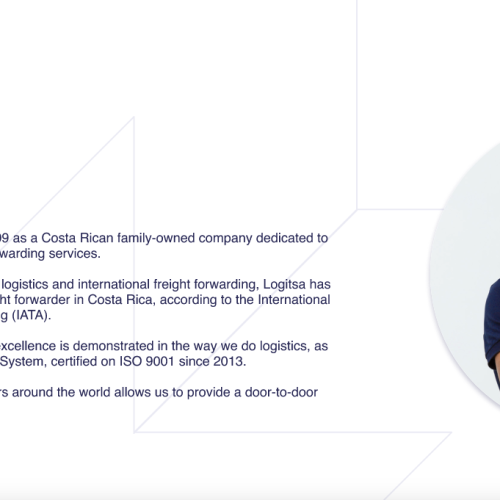 09 as a Costa Rican family-owned company dedicated to
warding services.
logistics and international freight forwarding, Logitsa has
ht forwarder in Costa Rica, according to the International
g (IATA).
excellence is demonstrated in the way we do logistics, as
System, certified on ISO 9001 since 2013.
rs around the world allows us to provide a door-to-door